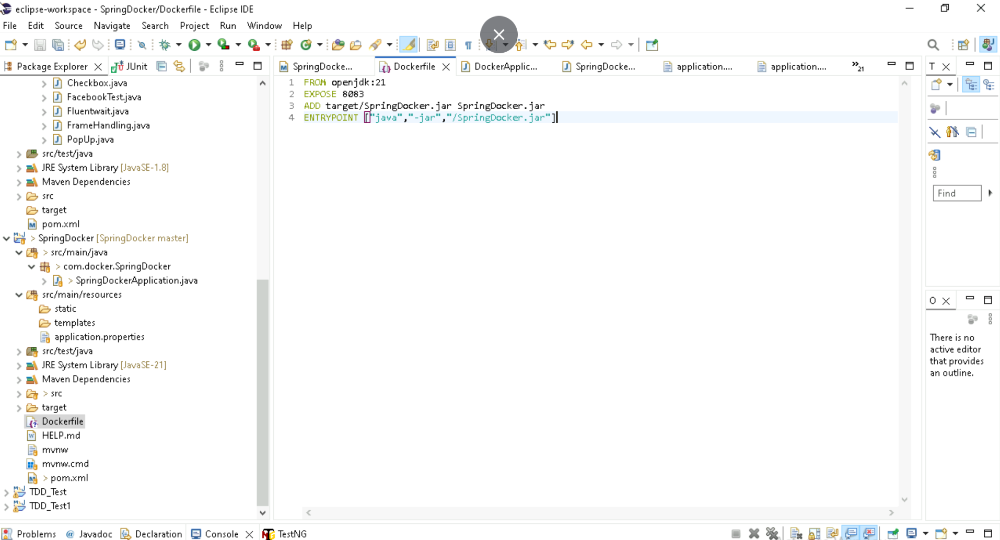 eclipse-workspace - SpringDocker/Dockerfile - Eclipse IDE
File Edit Source Navigate Search Project Run Window Help
Package Explorer
JUnit
SpringDocke...
Dockerfile
DockerApplic...
SpringDocke...
application....
application....
»21
T
Checkbox.java
FacebookTest.java
Fluentwait.java
FrameHandling.java
PopUp.java
src/test/java
JRE System Library [JavaSE-1.8]
Maven Dependencies
src
target
pom.xml
> SpringDocker [SpringDocker master]
> src/main/java
> com.docker.SpringDocker
> SpringDockerApplication.java
src/main/resources
static
templates
application.properties
src/test/java
JRE System Library [JavaSE-21]
Maven Dependencies
> src
target
Dockerfile
HELP.md
mvnw
mvnw.cmd
> pom.xml
TDD_Test
TDD_Test1
1 FROM openjdk:21
2 EXPOSE 8083
3 ADD target/SpringDocker.jar SpringDocker.jar
4 ENTRYPOINT ["java","-jar","/SpringDocker.jar"]
Find
O
There is no
active editor
that provides
an outline.
Problems @ Javadoc Declaration Console TestNG